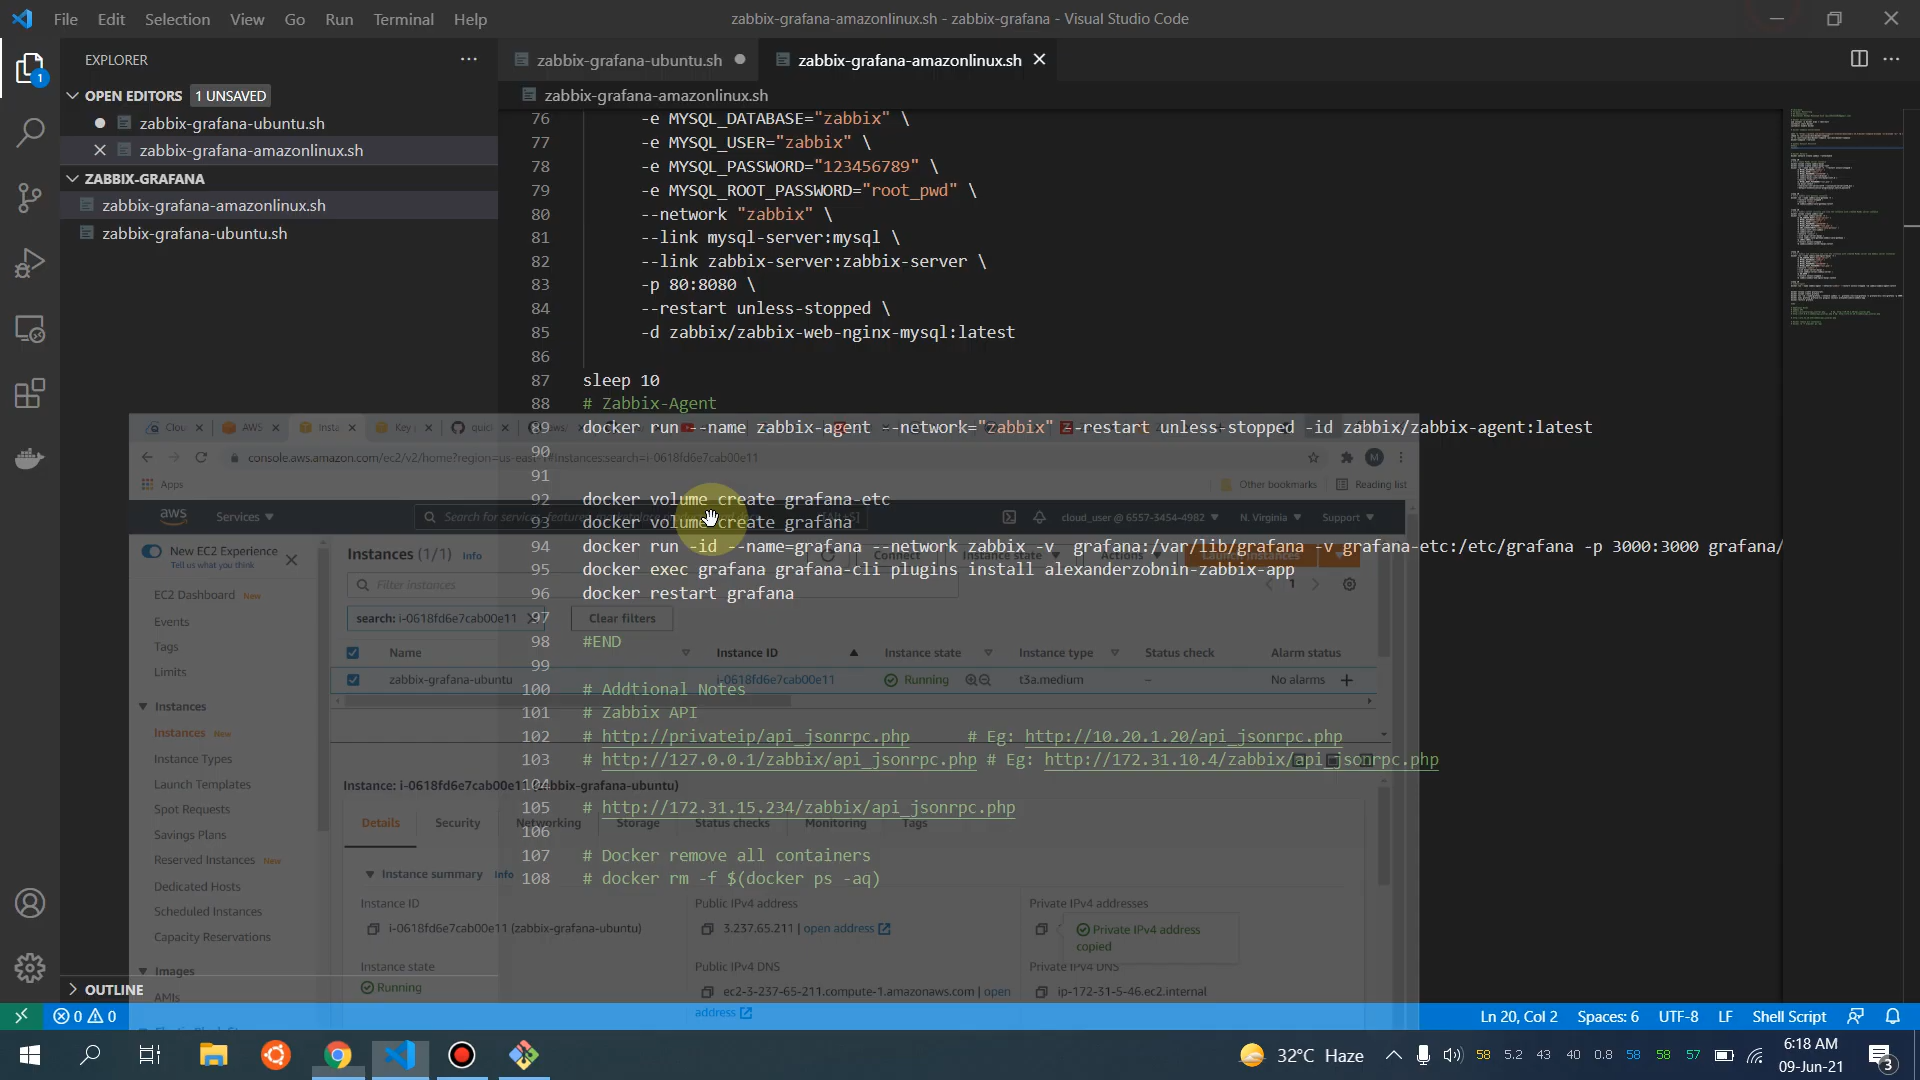 File Edit Selection View Go Run Terminal Help
zabbix-grafana-amazonlinux.sh - zabbix-grafana - Visual Studio Code
EXPLORER
zabbix-grafana-ubuntu.sh
zabbix-grafana-amazonlinux.sh
OPEN EDITORS 1 UNSAVED
zabbix-grafana-amazonlinux.sh
zabbix-grafana-ubuntu.sh
zabbix-grafana-amazonlinux.sh
ZABBIX-GRAFANA
zabbix-grafana-amazonlinux.sh
zabbix-grafana-ubuntu.sh
76 -e MYSQL_DATABASE="zabbix" \
77 -e MYSQL_USER="zabbix" \
78 -e MYSQL_PASSWORD="123456789" \
79 -e MYSQL_ROOT_PASSWORD="root_pwd" \
80 --network "zabbix" \
81 --link mysql-server:mysql \
82 --link zabbix-server:zabbix-server \
83 -p 80:8080 \
84 --restart unless-stopped \
85 -d zabbix/zabbix-web-nginx-mysql:latest
86
87 sleep 10
88 # Zabbix-Agent
89 docker run --name zabbix-agent --network="zabbix" --restart unless-stopped -id zabbix/zabbix-agent:latest
90
91
92 docker volume create grafana-etc
93 docker volume create grafana
94 docker run -id --name=grafana --network zabbix -v grafana:/var/lib/grafana -v grafana-etc:/etc/grafana -p 3000:3000 grafana/
95 docker exec grafana grafana-cli plugins install alexanderzobnin-zabbix-app
96 docker restart grafana
97
98 #END
99
100 # Addtional Notes
101 # Zabbix API
102 # http://privateip/api_jsonrpc.php # Eg: http://10.20.1.20/api_jsonrpc.php
103 # http://127.0.0.1/zabbix/api_jsonrpc.php # Eg: http://172.31.10.4/zabbix/api_jsonrpc.php
104
105 # http://172.31.15.234/zabbix/api_jsonrpc.php
106
107 # Docker remove all containers
108 # docker rm -f $(docker ps -aq)
Clou AWS Insta Key
console.aws.amazon.com/ec2/v2/home?region=us-east-1#Instances:search=i-0618fd6e7cab00e11
Apps Other bookmarks Reading list
aws Services [Alt+S] cloud_user @ 6557-3454-4982 N. Virginia Support
New EC2 Experience
Tell us what you think
EC2 Dashboard New
Events
Tags
Limits
Instances
Instances New
Instance Types
Launch Templates
Spot Requests
Savings Plans
Reserved Instances New
Dedicated Hosts
Scheduled Instances
Capacity Reservations
Images
AMIs
Instances (1/1) Info Connect Instance state Actions
Filter instances 1
search: i-0618fd6e7cab00e11 Clear filters
Name Instance ID Instance state Instance type Status check Alarm status
zabbix-grafana-ubuntu i-0618fd6e7cab00e11 Running t3a.medium – No alarms
Instance: i-0618fd6e7cab00e11 (zabbix-grafana-ubuntu)
Details Security Networking Storage Status checks Monitoring Tags
Instance summary Info
Instance ID Public IPv4 address Private IPv4 addresses
i-0618fd6e7cab00e11 (zabbix-grafana-ubuntu) 3.237.65.211 | open address Private IPv4 address copied
Instance state Public IPv4 DNS Private IPv4 DNS
Running ec2-3-237-65-211.compute-1.amazonaws.com | open address ip-172-31-5-46.ec2.internal
OUTLINE
0 0 Ln 20, Col 2 Spaces: 6 UTF-8 LF Shell Script
32°C Haze 58 5.2 43 40 0.8 58 58 57 6:18 AM
09-Jun-21
3